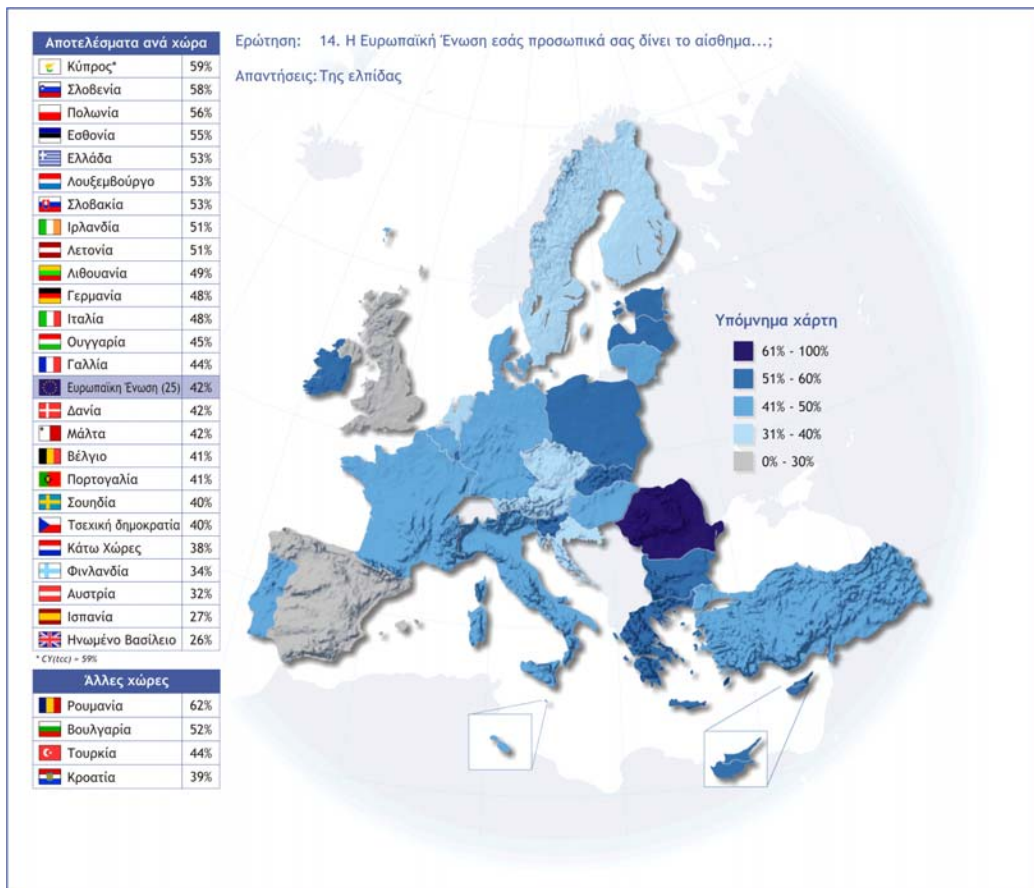 Αποτελέσματα ανά χώρα
Κύπρος* 59%
Σλοβενία 58%
Πολωνία 56%
Εσθονία 55%
Ελλάδα 53%
Λουξεμβούργο 53%
Σλοβακία 53%
Ιρλανδία 51%
Λετονία 51%
Λιθουανία 49%
Γερμανία 48%
Ιταλία 48%
Ουγγαρία 45%
Γαλλία 44%
Ευρωπαϊκη Ένωση (25) 42%
Δανία 42%
Μάλτα 42%
Βέλγιο 41%
Πορτογαλία 41%
Σουηδία 40%
Τσεχική δημοκρατία 40%
Κάτω Χώρες 38%
Φινλανδία 34%
Αυστρία 32%
Ισπανία 27%
Ηνωμένο Βασίλειο 26%
* CY(tcc) = 59%
Άλλες χώρες
Ρουμανία 62%
Βουλγαρία 52%
Τουρκία 44%
Κροατία 39%
Ερώτηση: 14. Η Ευρωπαϊκή Ένωση εσάς προσωπικά σας δίνει το αίσθημα...;
Απαντήσεις: Της ελπίδας
Υπόμνημα χάρτη
61% - 100%
51% - 60%
41% - 50%
31% - 40%
0% - 30%